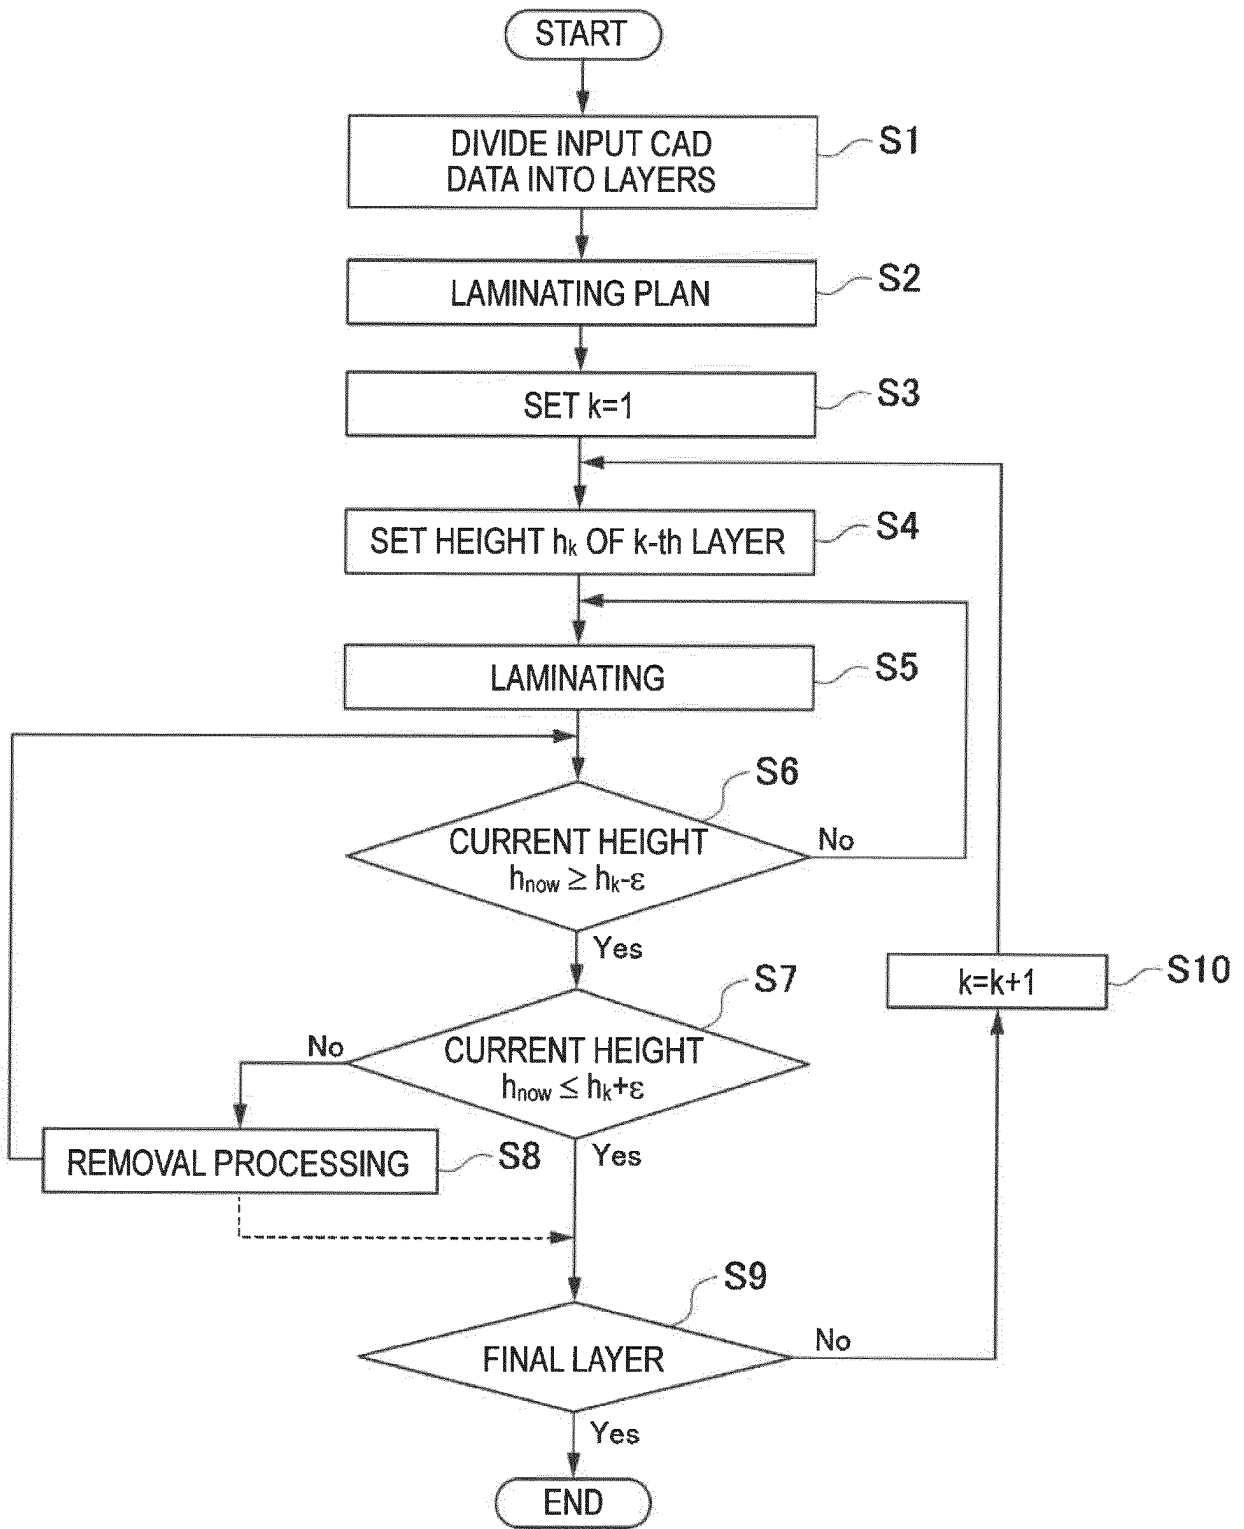 START
DIVIDE INPUT CAD
DATA INTO LAYERS
S1
LAMINATING PLAN
S2
SET k=1
S3
SET HEIGHT hk OF k-th LAYER
S4
LAMINATING
S5
S6
CURRENT HEIGHT
hnow ≥ hk-ε
No
Yes
S7
CURRENT HEIGHT
hnow ≤ hk+ε
No
Yes
k=k+1
S10
REMOVAL PROCESSING
S8
S9
FINAL LAYER
No
Yes
END